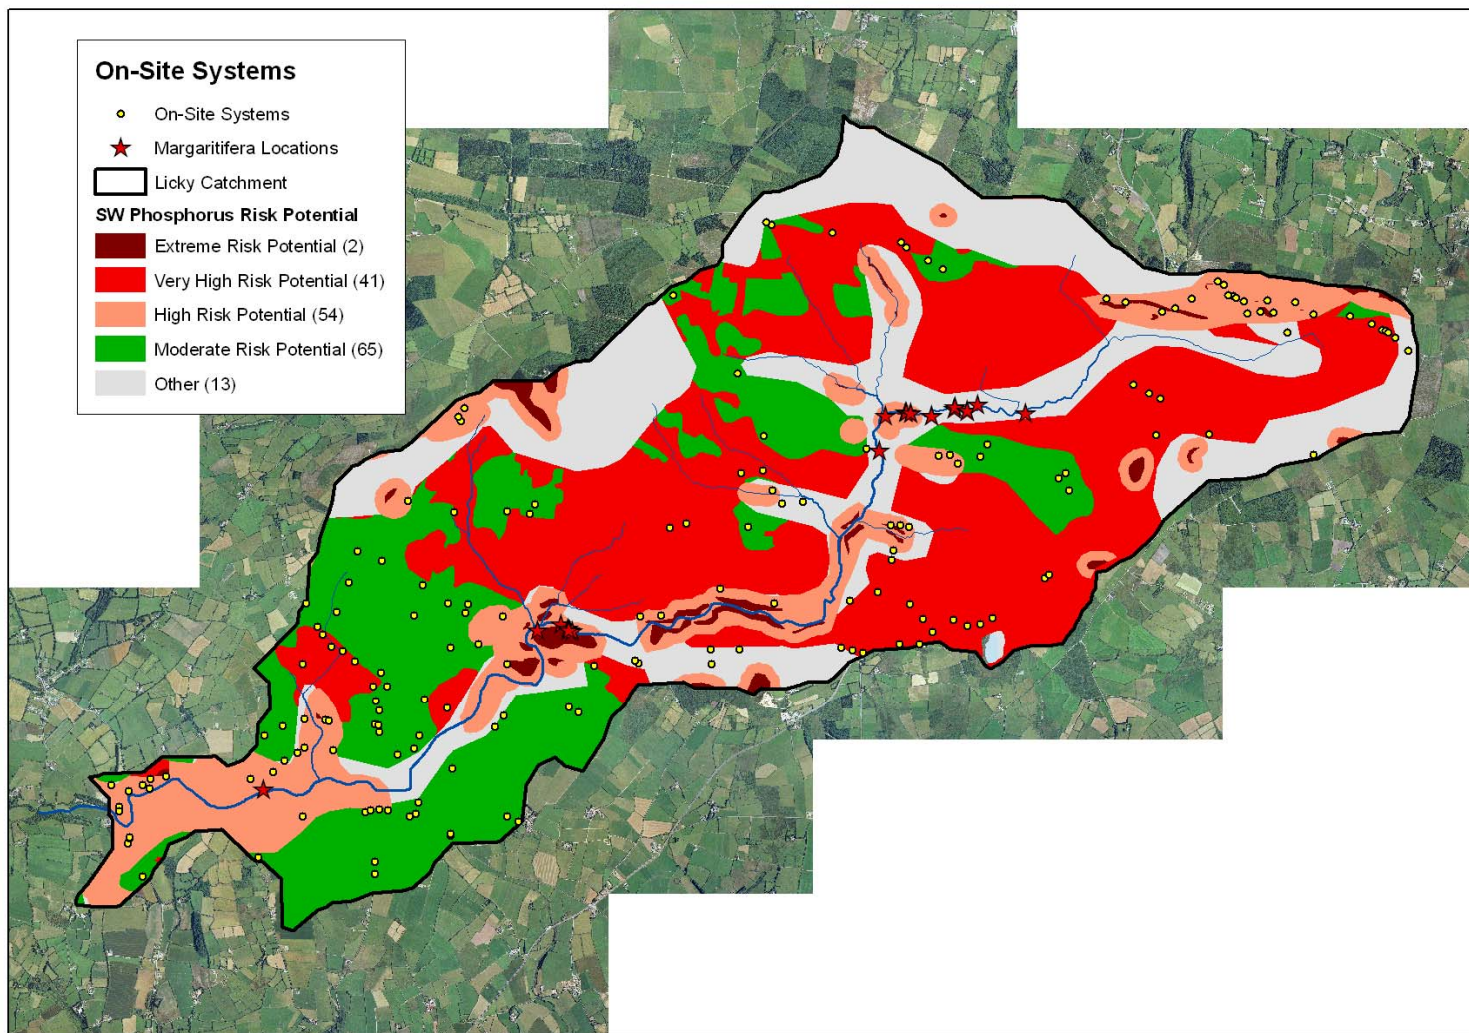 On-Site Systems
On-Site Systems
Margaritifera Locations
Licky Catchment
SW Phosphorus Risk Potential
Extreme Risk Potential (2)
Very High Risk Potential (41)
High Risk Potential (54)
Moderate Risk Potential (65)
Other (13)